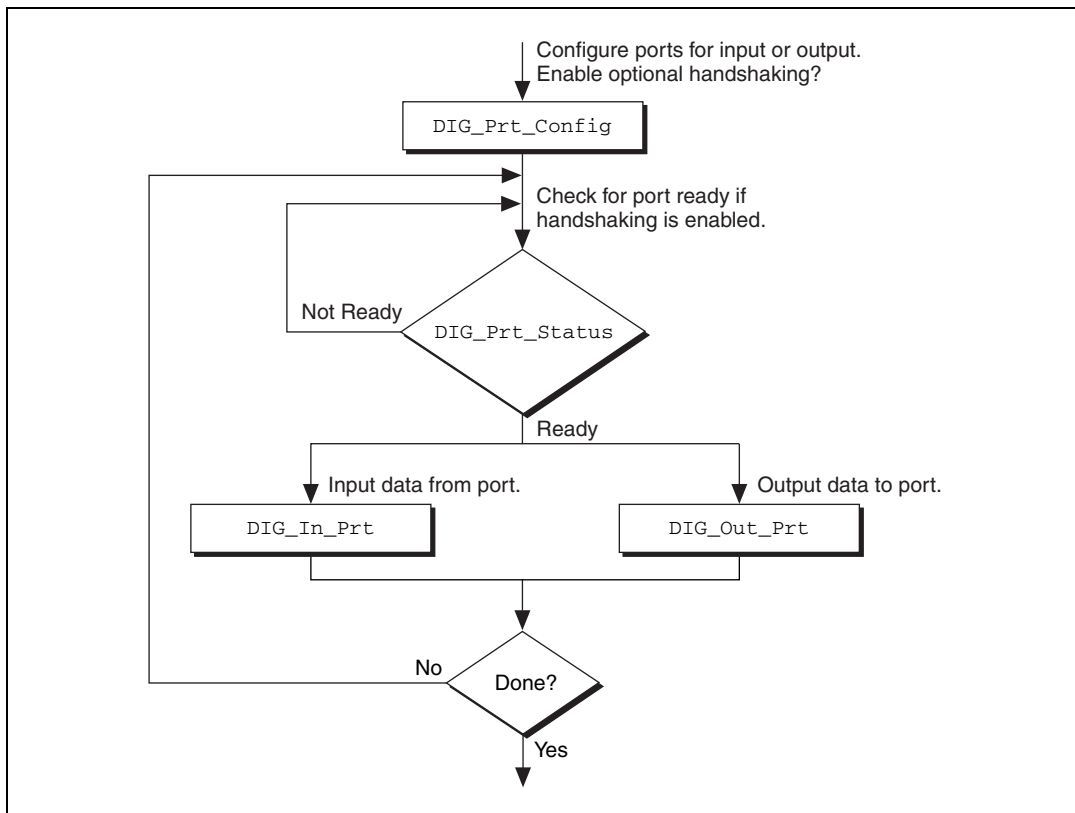 Configure ports for input or output.
Enable optional handshaking?
DIG_Prt_Config
Check for port ready if
handshaking is enabled.
Not Ready
DIG_Prt_Status
Ready
Input data from port.
Output data to port.
DIG_In_Prt
DIG_Out_Prt
No
Done?
Yes